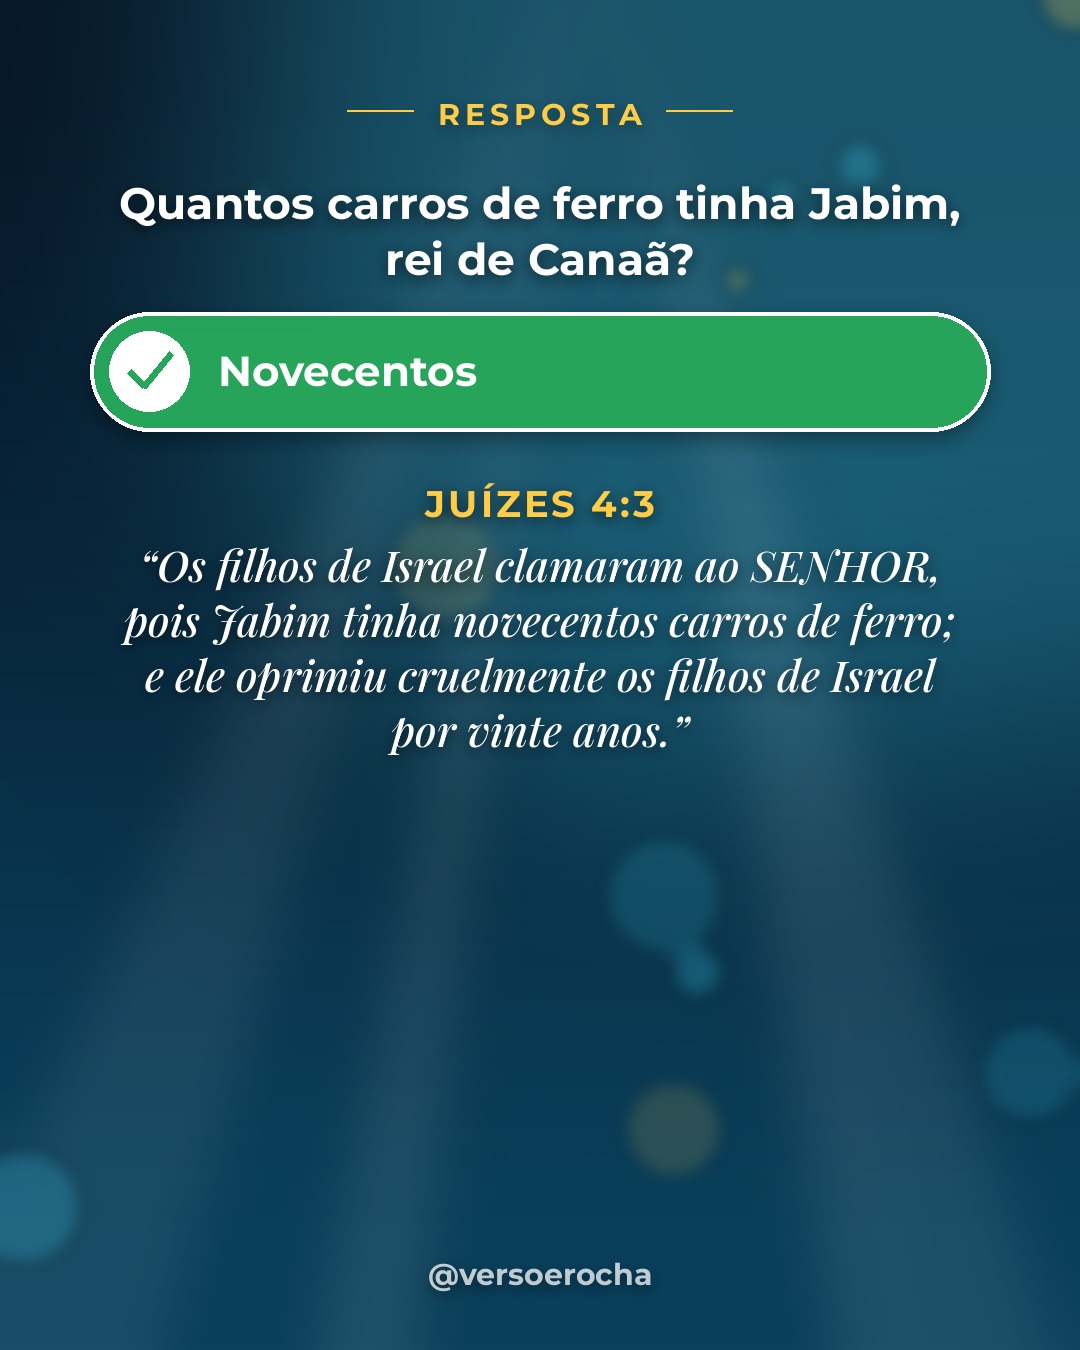 RESPOSTA
Quantos carros de ferro tinha Jabim,
rei de Canaã?
Novecentos
JUÍZES 4:3
“Os filhos de Israel clamaram ao SENHOR,
pois Jabim tinha novecentos carros de ferro;
e ele oprimiu cruelmente os filhos de Israel
por vinte anos.”
@versoerocha